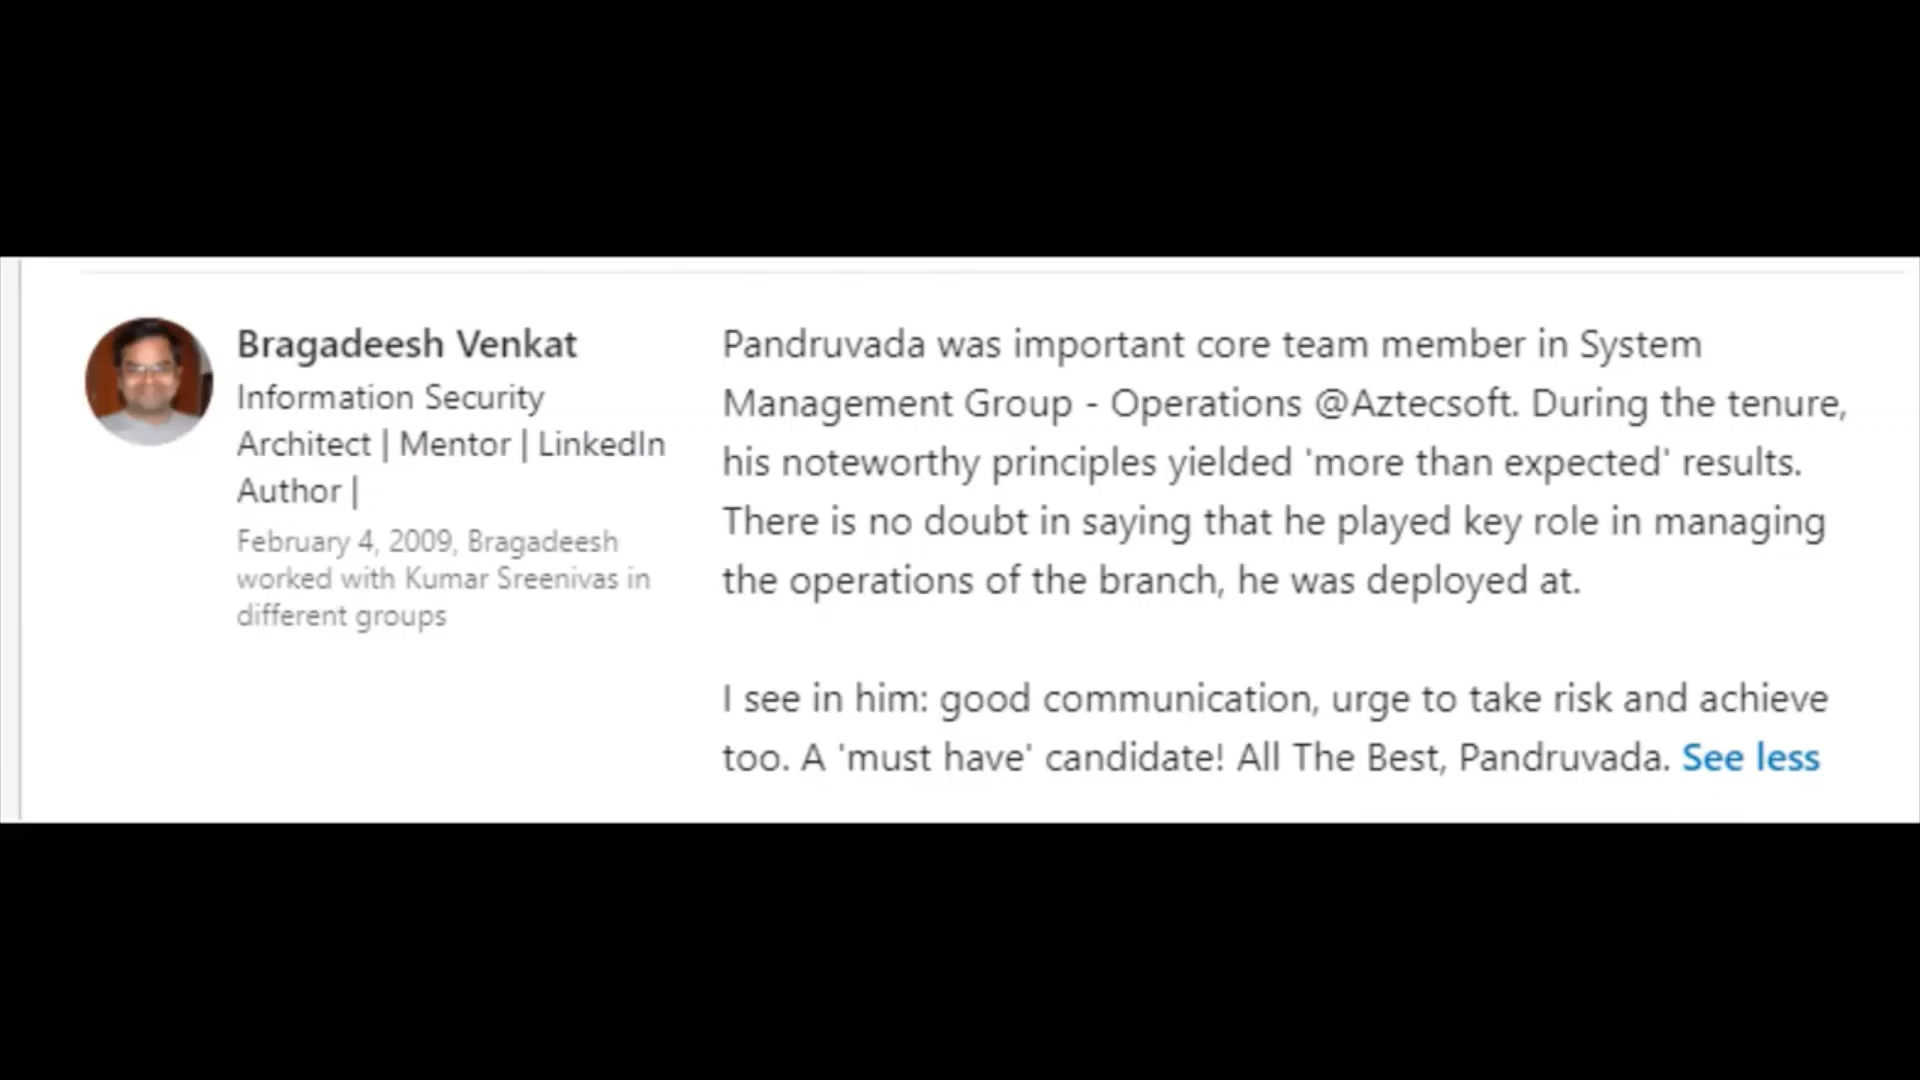 Bragadeesh Venkat
Information Security
Architect | Mentor | LinkedIn
Author |
February 4, 2009, Bragadeesh
worked with Kumar Sreenivas in
different groups
Pandruvada was important core team member in System
Management Group - Operations @Aztecsoft. During the tenure,
his noteworthy principles yielded 'more than expected' results.
There is no doubt in saying that he played key role in managing
the operations of the branch, he was deployed at.
I see in him: good communication, urge to take risk and achieve
too. A 'must have' candidate! All The Best, Pandruvada. See less